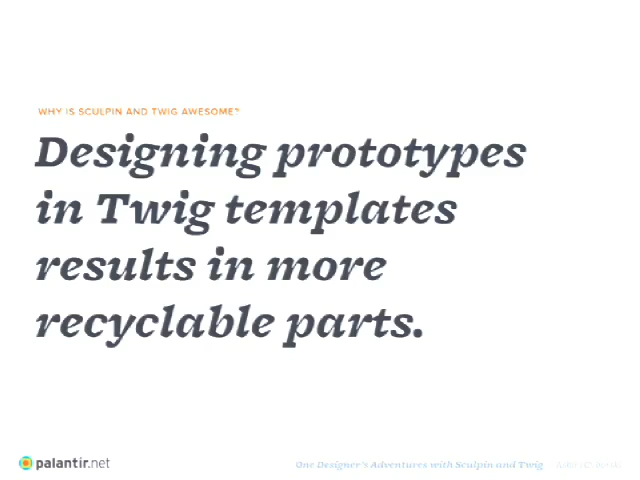 WHY IS SCULPIN AND TWIG AWESOME?
Designing prototypes
in Twig templates
results in more
recyclable parts.
palantir.net
One Designer's Adventures with Sculpin and Twig